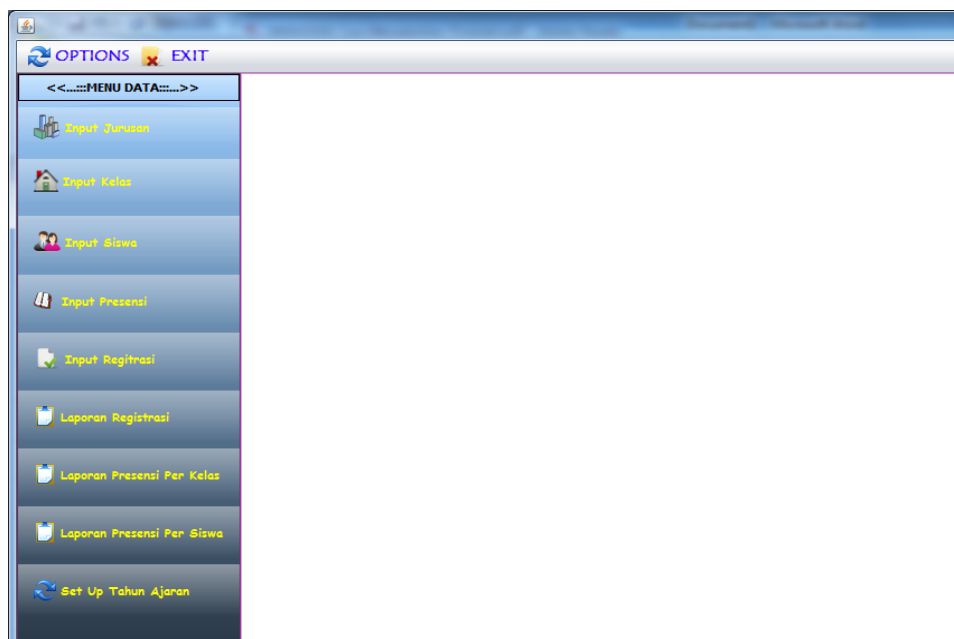 OPTIONS EXIT
<<...:::MENU DATA:::...>>
Input Jurusan
Input Kelas
Input Siswa
Input Presensi
Input Regitrasi
Laporan Registrasi
Laporan Presensi Per Kelas
Laporan Presensi Per Siswa
Set Up Tahun Ajaran